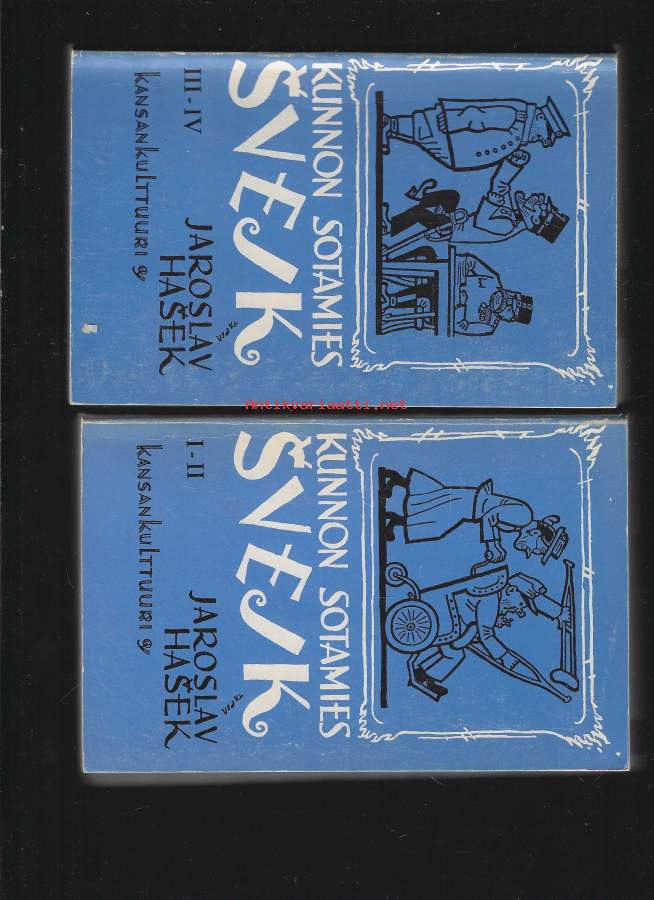 KUNNON SOTAMIES
ŠVEJK
JAROSLAV
HAŠEK
III-IV
KANSANKULTTUURI
Antikvariaatti.net
KUNNON SOTAMIES
ŠVEJK
JAROSLAV
HAŠEK
I-II
KANSANKULTTUURI